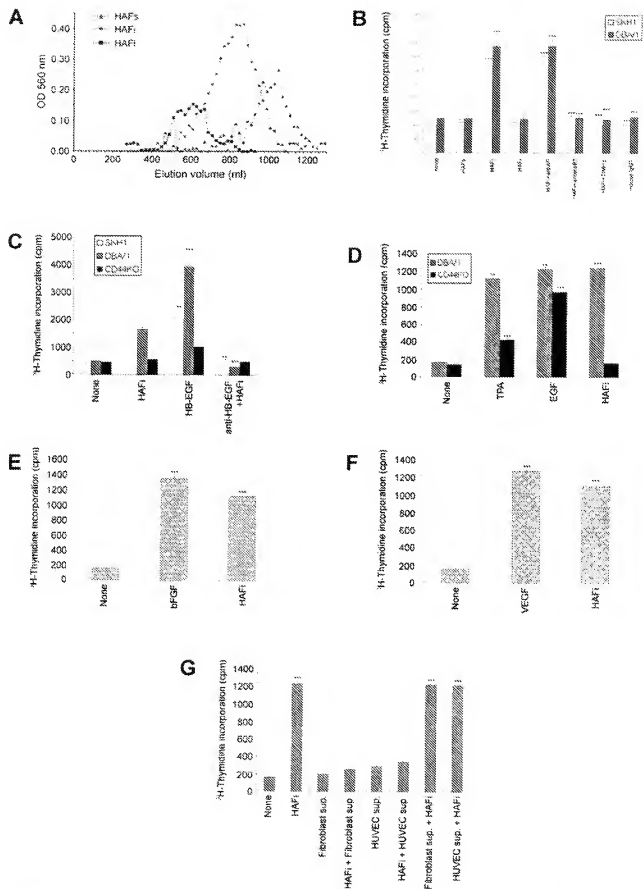 A
HAFs
HAFi
HAFl
OD 560 nm
0.40
0.30
0.20
0.10
0.00
0 200 400 600 800 1000 1200
Elution volume (ml)
B
SKH1
DBA/1
³H-Thymidine incorporation (cpm)
None
HAFs
HAFi
C
SKH1
DBA/1
CD44KO
³H-Thymidine incorporation (cpm)
5000
4000
3000
2000
1000
0
None
HAFi
HB-EGF
anti-HB-EGF
+HAFi
***
D
DBA/1
CD44KO
³H-Thymidine incorporation (cpm)
1400
1200
1000
800
600
400
200
0
None
TPA
EGF
HAFi
***
E
³H-Thymidine incorporation (cpm)
1600
1400
1200
1000
800
600
400
200
0
None
bFGF
HAFi
***
***
F
³H-Thymidine incorporation (cpm)
1400
1200
1000
800
600
400
200
0
None
VEGF
HAFi
***
***
G
³H-Thymidine incorporation (cpm)
1400
1200
1000
800
600
400
200
0
None
HAFi
Fibroblast sup.
HAFi + Fibroblast sup
HUVEC sup.
HAFi + HUVEC sup
Fibroblast sup. + HAFi
HUVEC sup. + HAFi
***
***
***